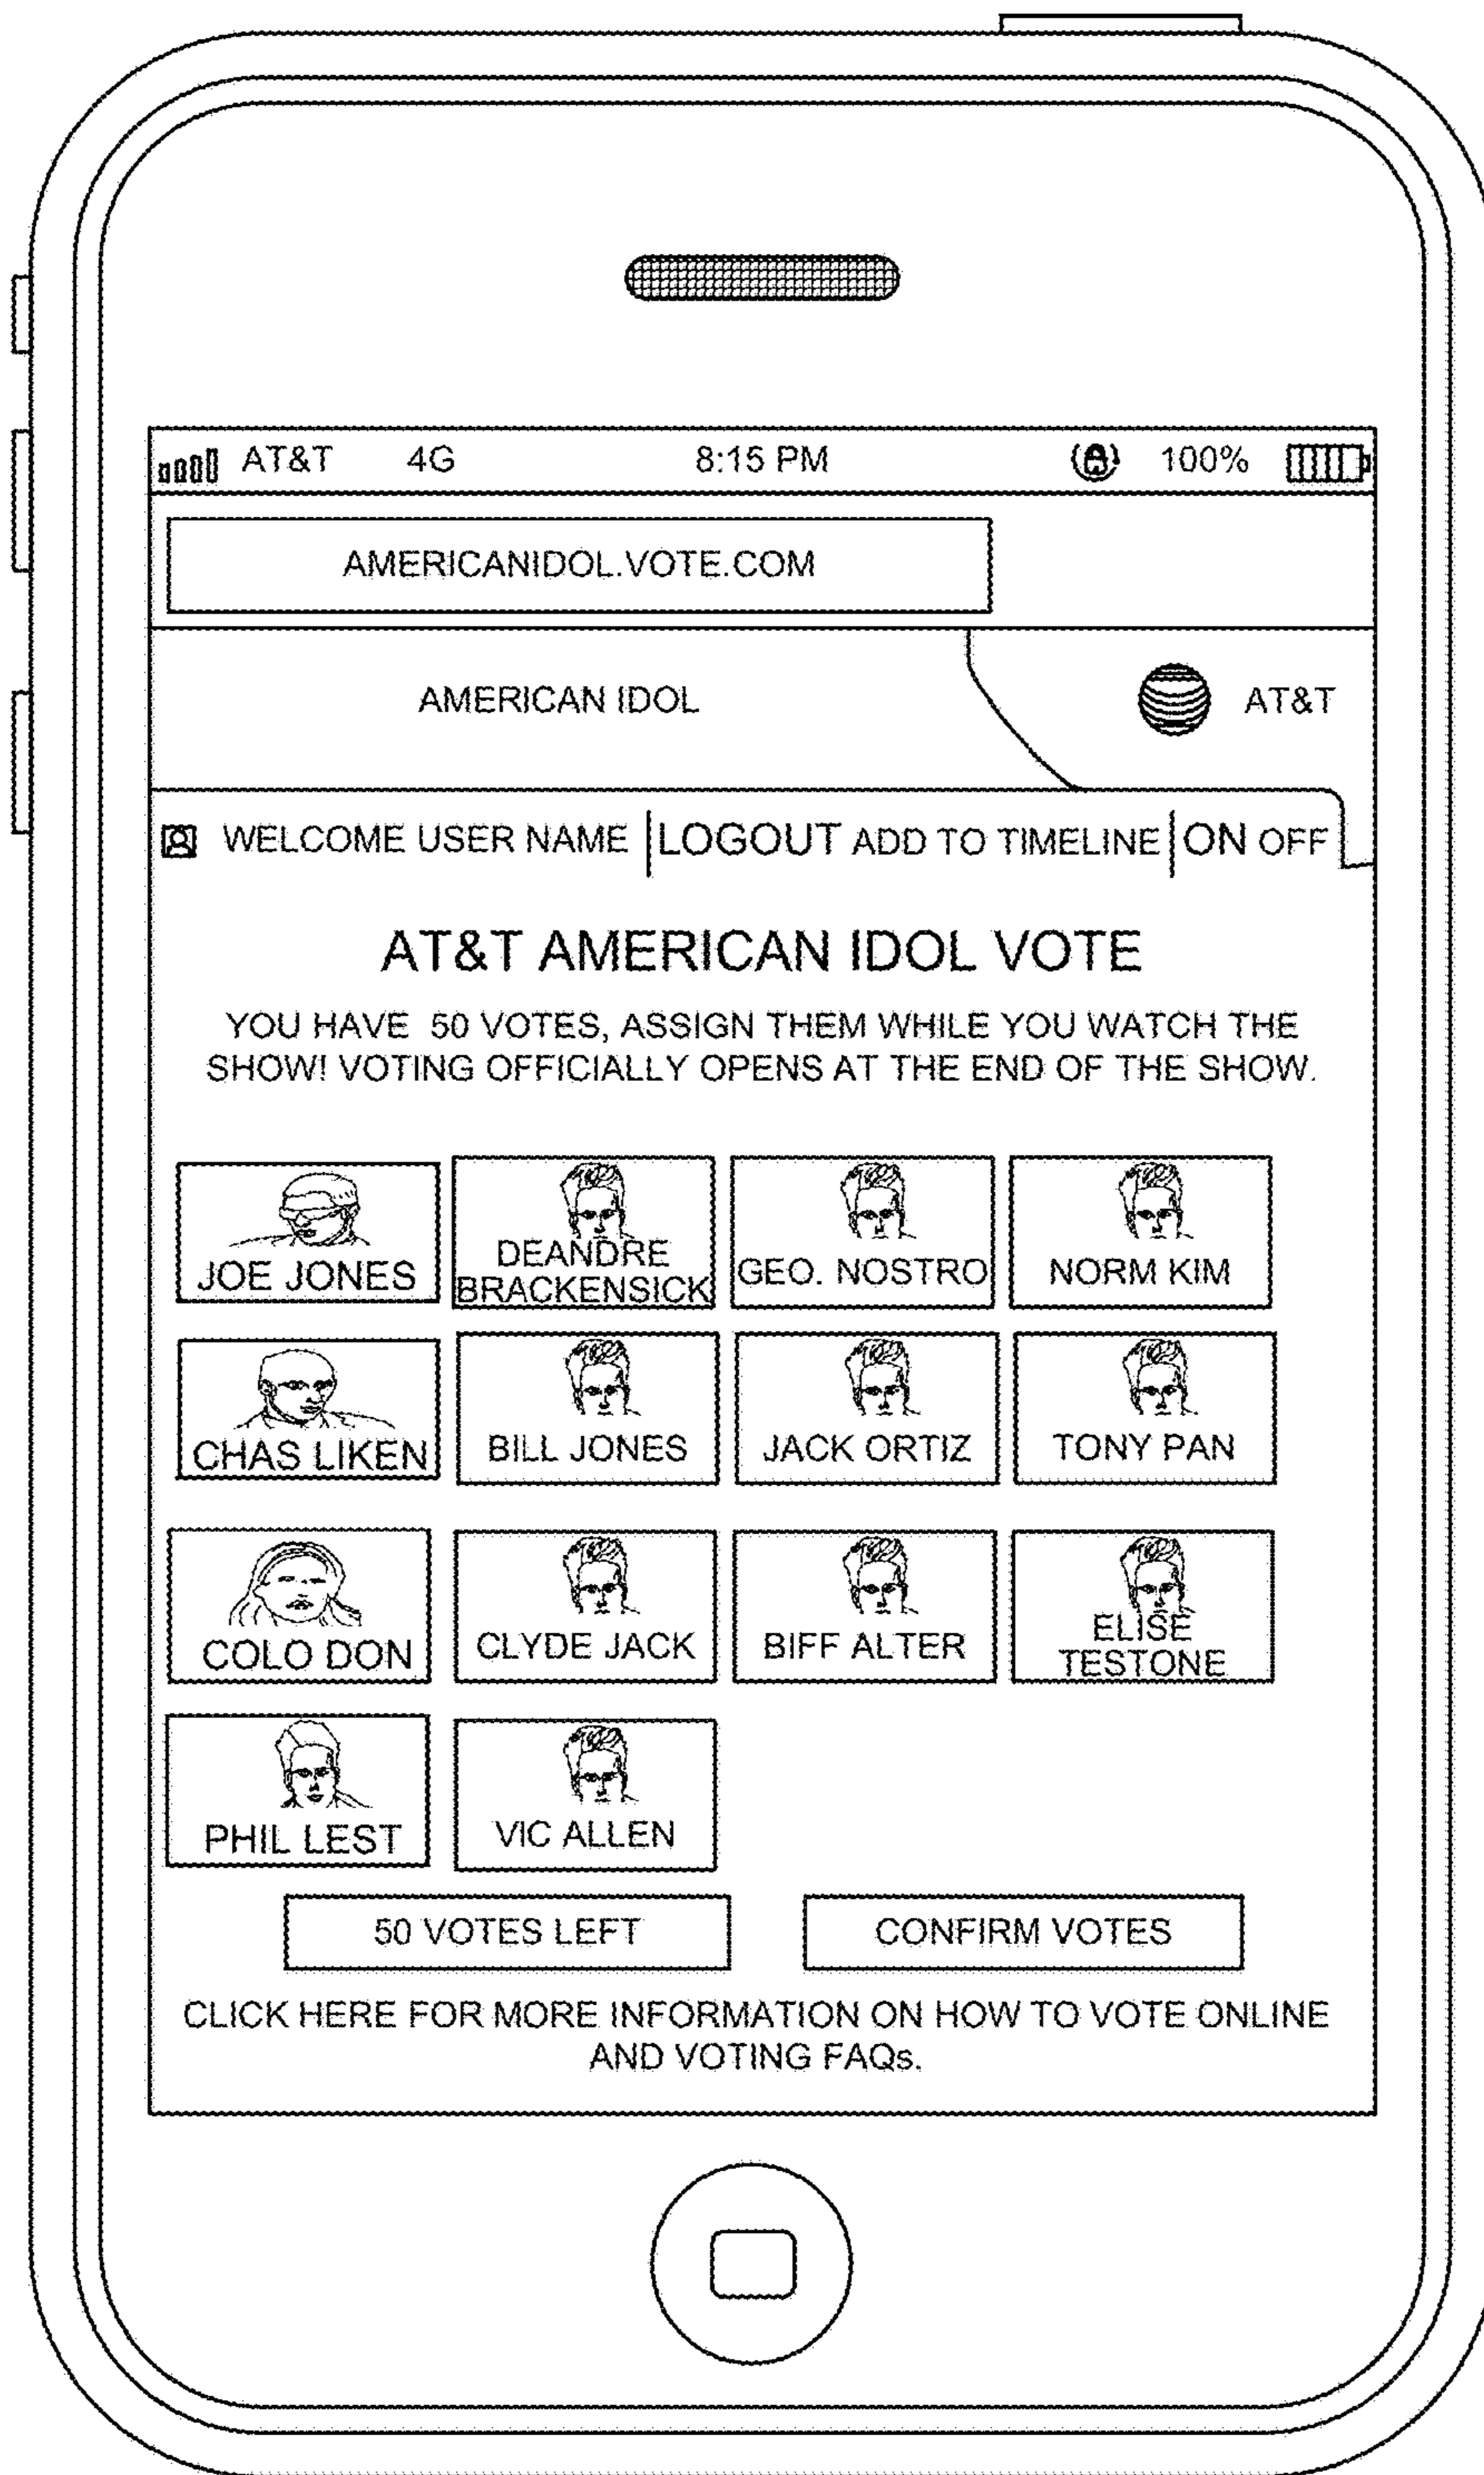 AT&T 4G 8:15 PM 100%
AMERICANIDOL.VOTE.COM
AMERICAN IDOL AT&T
WELCOME USER NAME LOGOUT ADD TO TIMELINE ON OFF
AT&T AMERICAN IDOL VOTE
YOU HAVE 50 VOTES, ASSIGN THEM WHILE YOU WATCH THE
SHOW! VOTING OFFICIALLY OPENS AT THE END OF THE SHOW.
JOE JONES
DEANDRE
BRACKENSICK
GEO. NOSTRO
NORM KIM
CHAS LIKEN
BILL JONES
JACK ORTIZ
TONY PAN
COLO DON
CLYDE JACK
BIFF ALTER
ELISE
TESTONE
PHIL LEST
VIC ALLEN
50 VOTES LEFT
CONFIRM VOTES
CLICK HERE FOR MORE INFORMATION ON HOW TO VOTE ONLINE
AND VOTING FAQs.